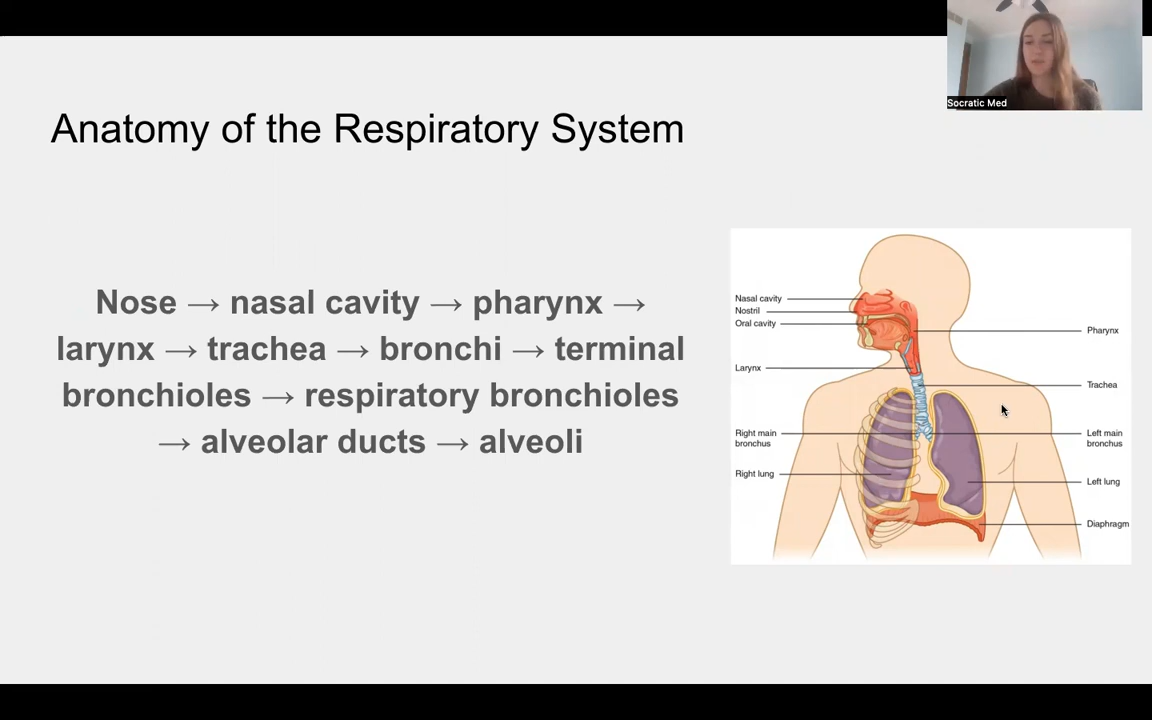 Socratic Med
Anatomy of the Respiratory System
Nose → nasal cavity → pharynx →
larynx → trachea → bronchi → terminal
bronchioles → respiratory bronchioles
→ alveolar ducts → alveoli
Nasal cavity
Nostril
Oral cavity
Pharynx
Larynx
Trachea
Right main
bronchus
Left main
bronchus
Right lung
Left lung
Diaphragm